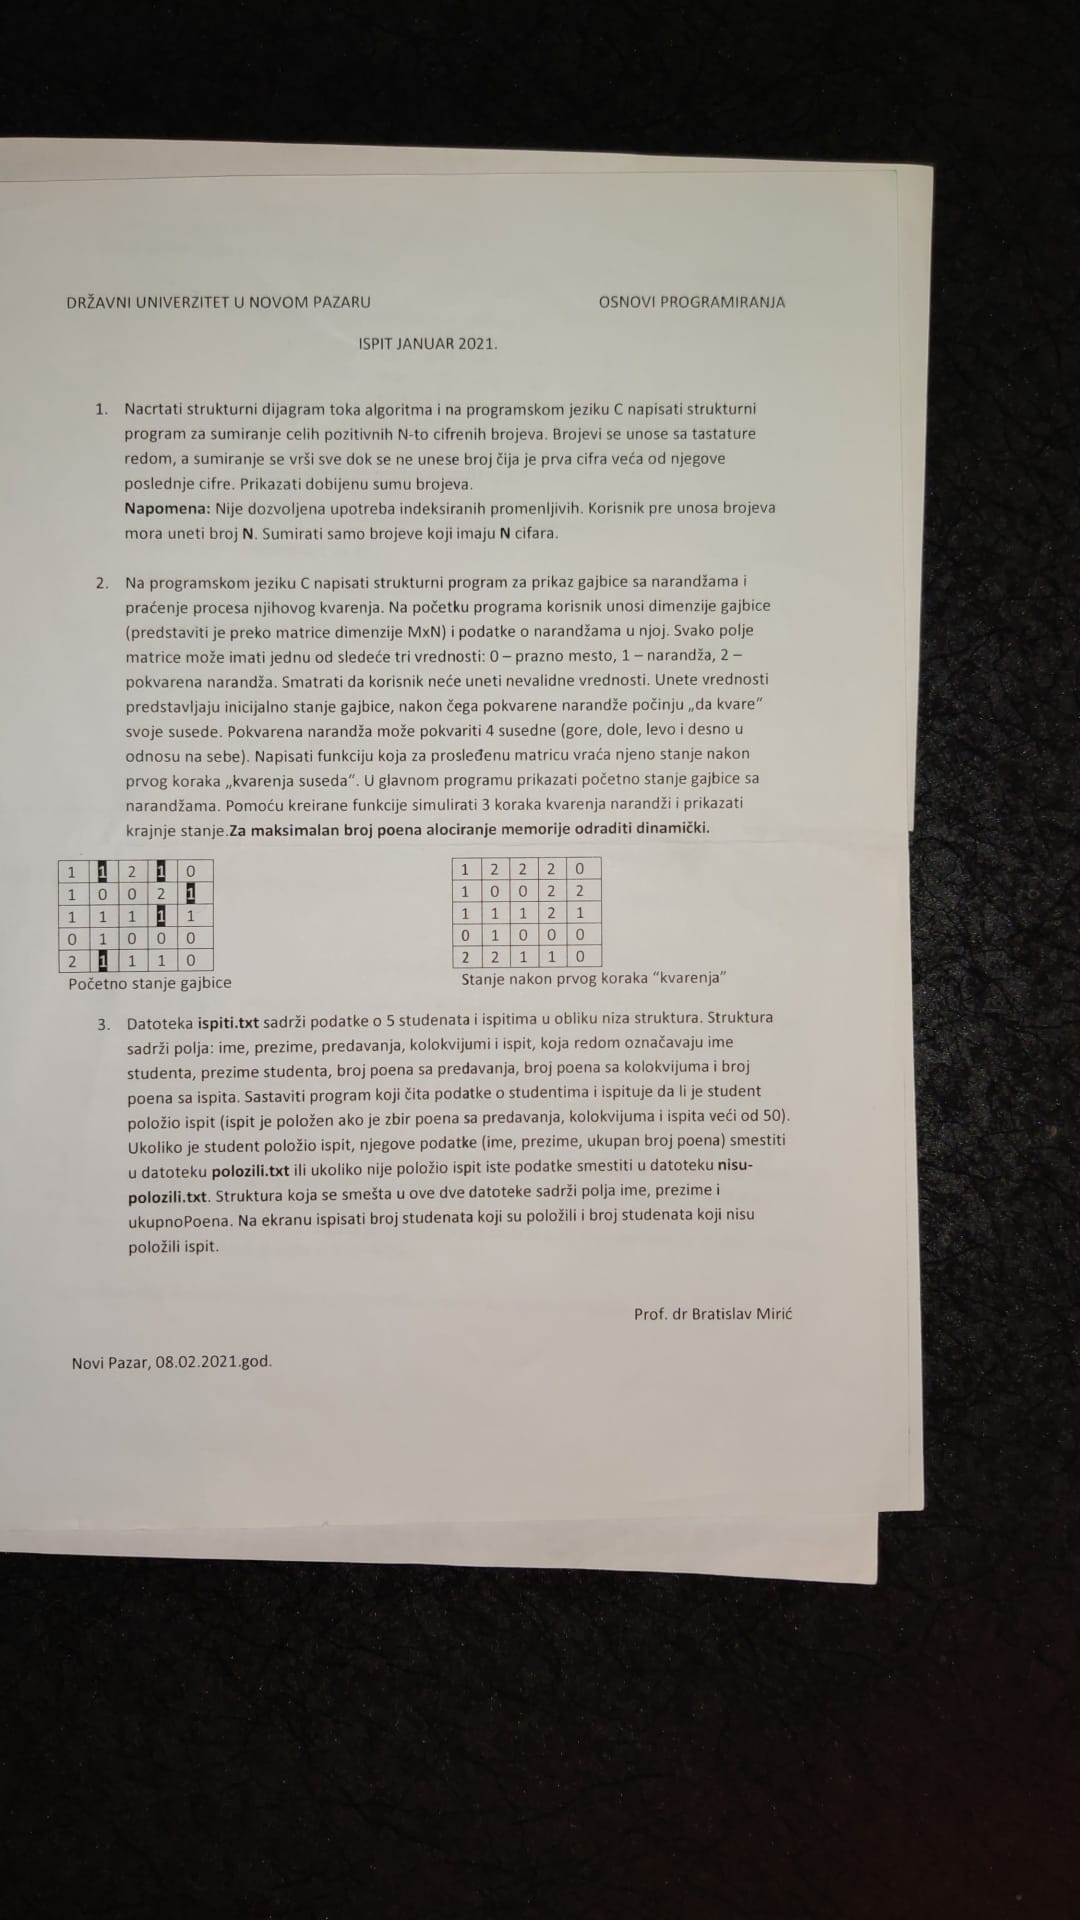 DRŽAVNI UNIVERZITET U NOVOM PAZARU
OSNOVI PROGRAMIRANJA
ISPIT JANUAR 2021.
1. Nacrtati strukturni dijagram toka algoritma i na programskom jeziku C napisati strukturni
program za sumiranje celih pozitivnih N-to cifrenih brojeva. Brojevi se unose sa tastature
redom, a sumiranje se vrši sve dok se ne unese broj čija je prva cifra veća od njegove
poslednje cifre. Prikazati dobijenu sumu brojeva.
Napomena: Nije dozvoljena upotreba indeksiranih promenljivih. Korisnik pre unosa brojeva
mora uneti broj N. Sumirati samo brojeve koji imaju N cifara.
2. Na programskom jeziku C napisati strukturni program za prikaz gajbice sa narandžama i
praćenje procesa njihovog kvarenja. Na početku programa korisnik unosi dimenzije gajbice
(predstaviti je preko matrice dimenzije MxN) i podatke o narandžama u njoj. Svako polje
matrice može imati jednu od sledeće tri vrednosti: 0 – prazno mesto, 1 – narandža, 2 –
pokvarena narandža. Smatrati da korisnik neće uneti nevalidne vrednosti. Unete vrednosti
predstavljaju inicijalno stanje gajbice, nakon čega pokvarene narandže počinju „da kvare“
svoje susede. Pokvarena narandža može pokvariti 4 susedne (gore, dole, levo i desno u
odnosu na sebe). Napisati funkciju koja za prosleđenu matricu vraća njeno stanje nakon
prvog koraka „kvarenja suseda“. U glavnom programu prikazati početno stanje gajbice sa
narandžama. Pomoću kreirane funkcije simulirati 3 koraka kvarenja narandži i prikazati
krajnje stanje.Za maksimalan broj poena alociranje memorije odraditi dinamički.
1 1 2 1 0
1 0 0 2 1
1 1 1 1 1
0 1 0 0 0
2 1 1 1 0
Početno stanje gajbice
1 2 2 2 0
1 0 0 2 2
1 1 1 2 1
0 1 0 0 0
2 2 1 1 0
Stanje nakon prvog koraka “kvarenja”
3. Datoteka ispiti.txt sadrži podatke o 5 studenata i ispitima u obliku niza struktura. Struktura
sadrži polja: ime, prezime, predavanja, kolokvijumi i ispit, koja redom označavaju ime
studenta, prezime studenta, broj poena sa predavanja, broj poena sa kolokvijuma i broj
poena sa ispita. Sastaviti program koji čita podatke o studentima i ispituje da li je student
položio ispit (ispit je položen ako je zbir poena sa predavanja, kolokvijuma i ispita veći od 50).
Ukoliko je student položio ispit, njegove podatke (ime, prezime, ukupan broj poena) smestiti
u datoteku polozili.txt ili ukoliko nije položio ispit iste podatke smestiti u datoteku nisu-
polozili.txt. Struktura koja se smešta u ove dve datoteke sadrži polja ime, prezime i
ukupnoPoena. Na ekranu ispisati broj studenata koji su položili i broj studenata koji nisu
položili ispit.
Prof. dr Bratislav Mirić
Novi Pazar, 08.02.2021.god.